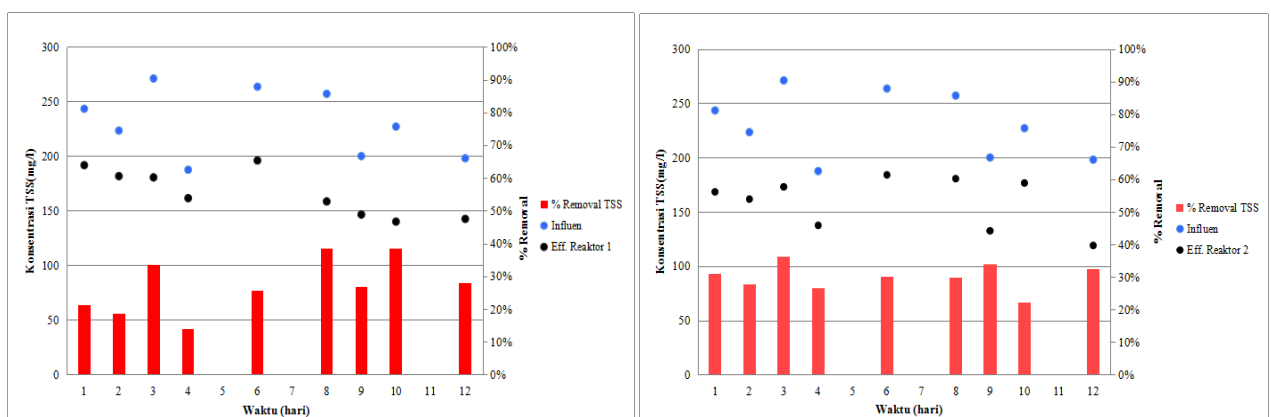 300
250
200
150
100
50
0
Konsentrasi TSS(mg/l)
100%
90%
80%
70%
60%
50%
40%
30%
20%
10%
0%
% Removal
1 2 3 4 5 6 7 8 9 10 11 12
Waktu (hari)
% Removal TSS
Influen
Eff. Reaktor 1
300
250
200
150
100
50
0
Konsentrasi TSS(mg/l)
100%
90%
80%
70%
60%
50%
40%
30%
20%
10%
0%
% Removal
1 2 3 4 5 6 7 8 9 10 11 12
Waktu (hari)
% Removal TSS
Influen
Eff. Reaktor 2